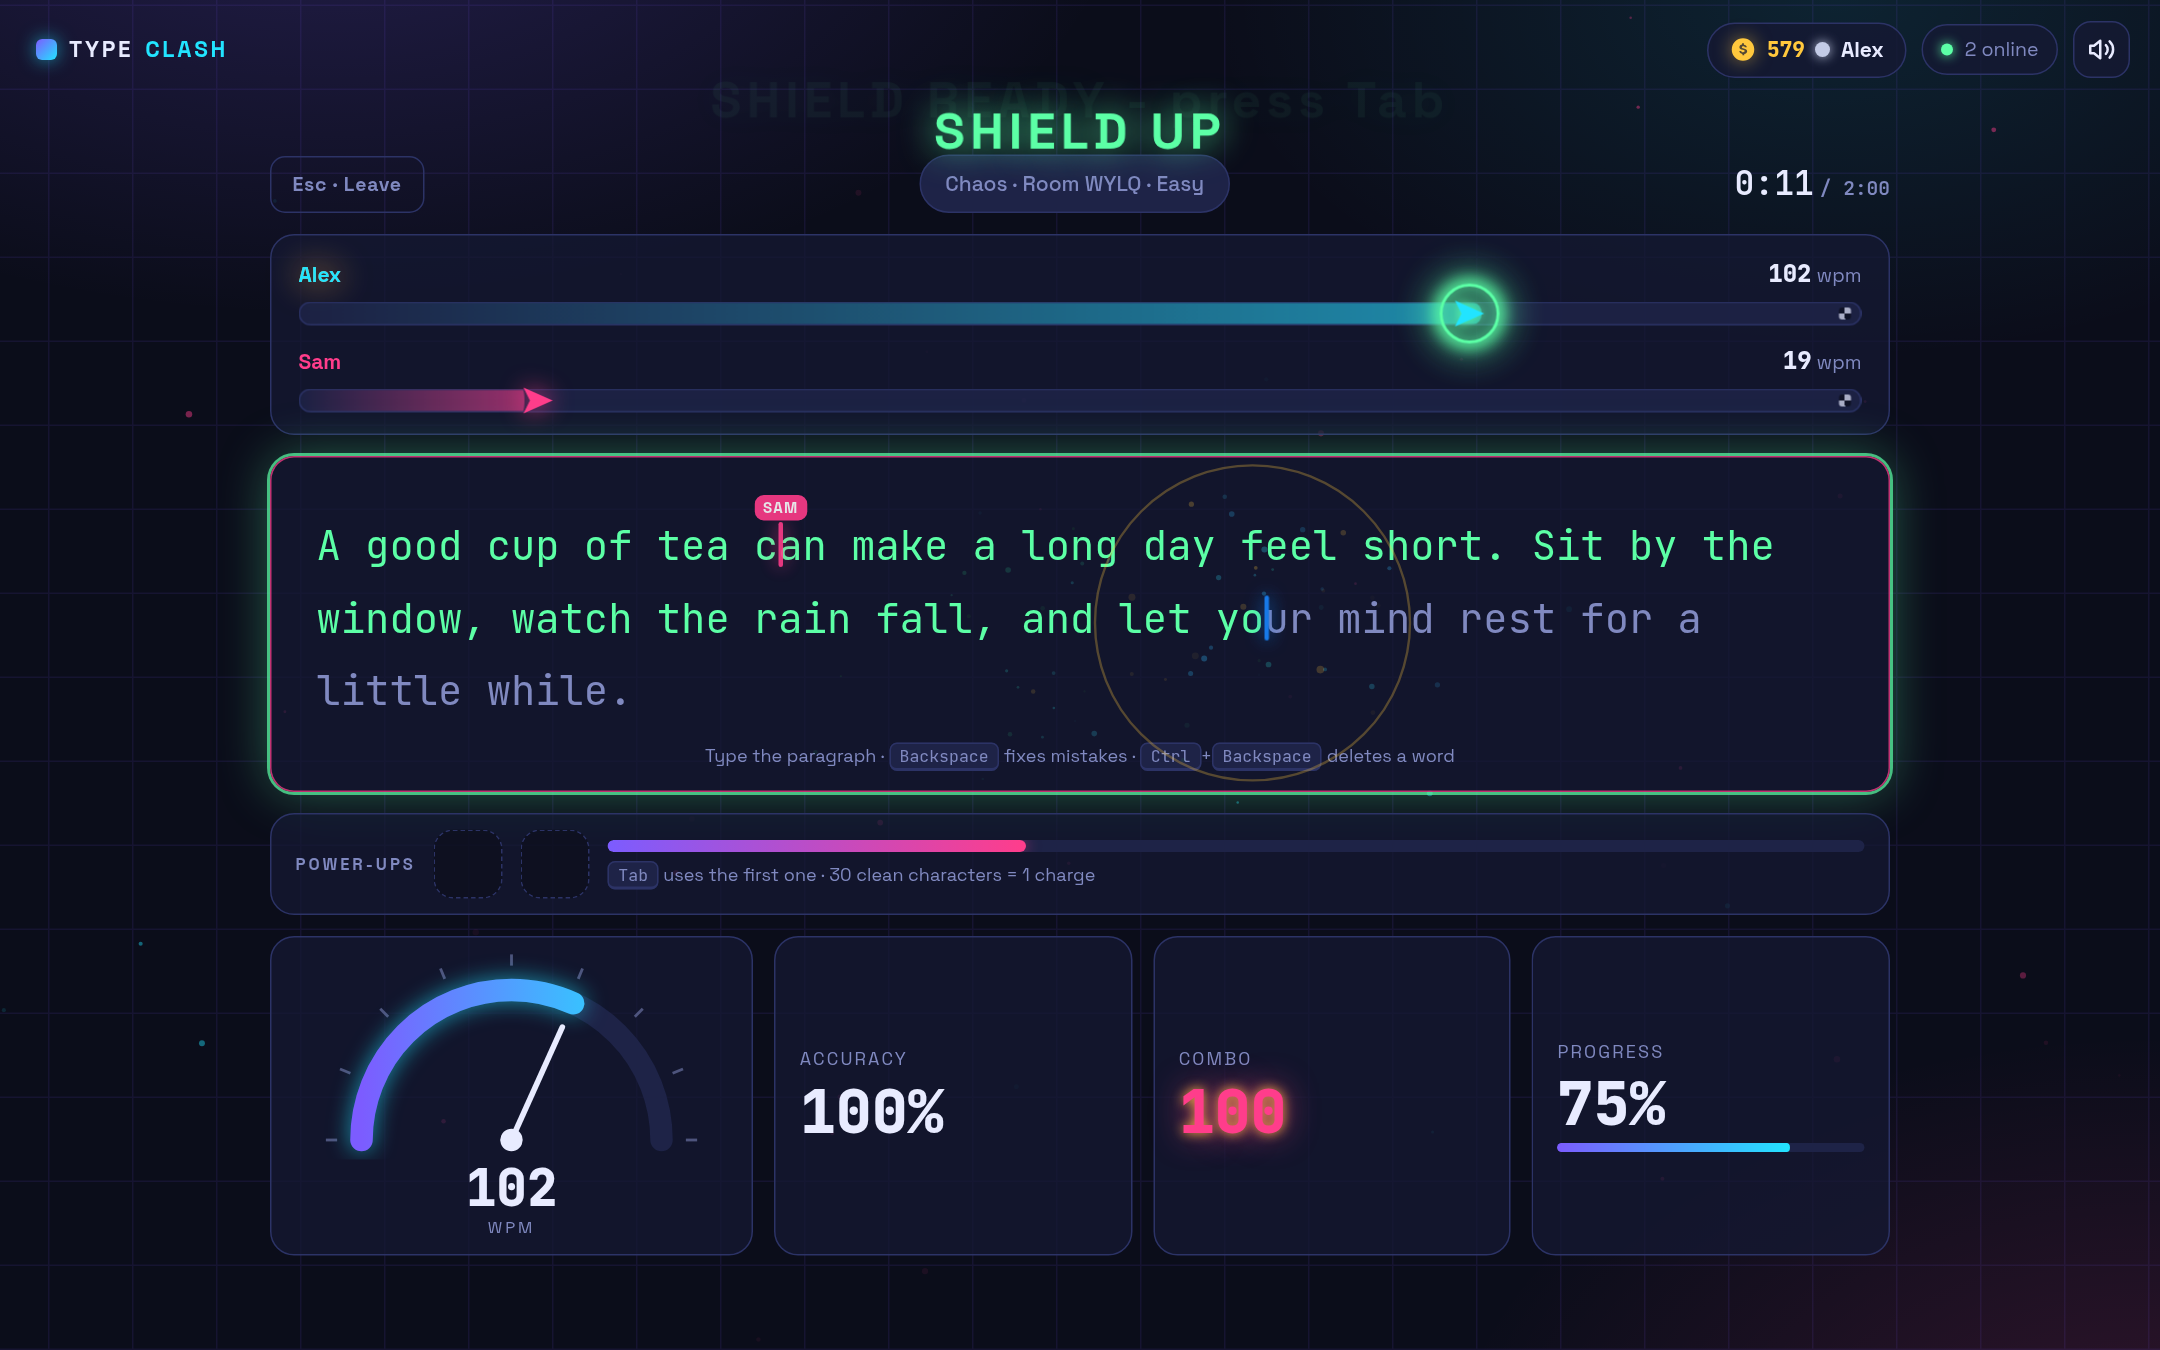 TYPE CLASH
$ 579 Alex
2 online
SHIELD READY - press Tab
SHIELD UP
Esc · Leave
Chaos · Room WYLQ · Easy
0:11 / 2:00
Alex
102 wpm
Sam
19 wpm
SAM
A good cup of tea can make a long day feel short. Sit by the
window, watch the rain fall, and let your mind rest for a
little while.
Type the paragraph · Backspace fixes mistakes · Ctrl + Backspace deletes a word
POWER-UPS
Tab uses the first one · 30 clean characters = 1 charge
102
WPM
ACCURACY
100%
COMBO
100
PROGRESS
75%